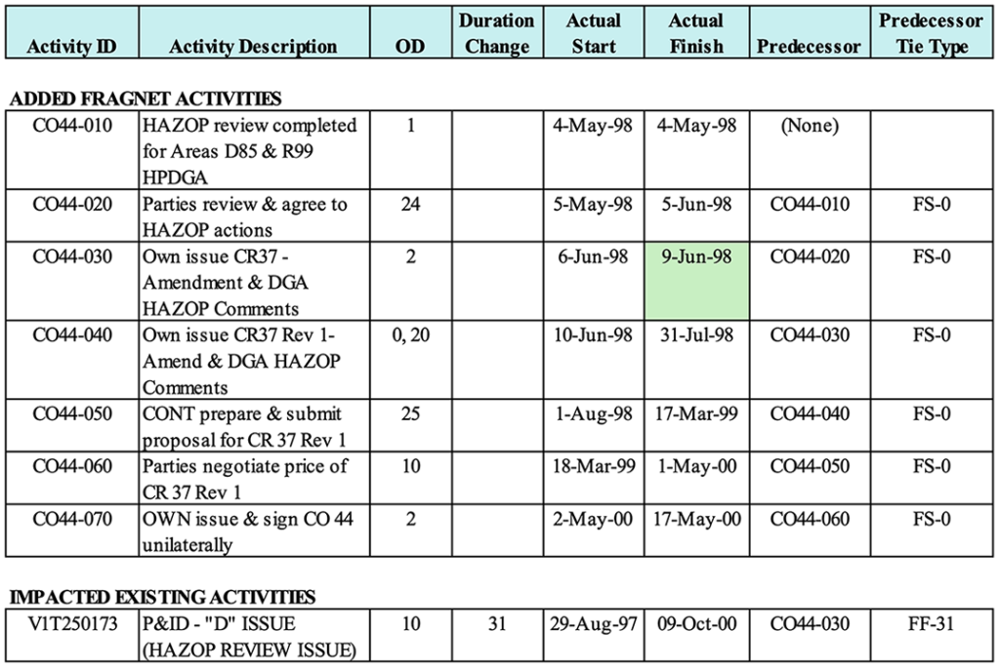 Activity ID Activity Description OD Duration Change Actual Start Actual Finish Predecessor Predecessor Tie Type
ADDED FRAGNET ACTIVITIES
CO44-010 HAZOP review completed 1 4-May-98 4-May-98 (None)
for Areas D85 & R99
HPDGA
CO44-020 Parties review & agree to 24 5-May-98 5-Jun-98 CO44-010 FS-0
HAZOP actions
CO44-030 Own issue CR37 - 2 6-Jun-98 9-Jun-98 CO44-020 FS-0
Amendment & DGA
HAZOP Comments
CO44-040 Own issue CR37 Rev 1- 0, 20 10-Jun-98 31-Jul-98 CO44-030 FS-0
Amend & DGA HAZOP
Comments
CO44-050 CONT prepare & submit 25 1-Aug-98 17-Mar-99 CO44-040 FS-0
proposal for CR 37 Rev 1
CO44-060 Parties negotiate price of 10 18-Mar-99 1-May-00 CO44-050 FS-0
CR 37 Rev 1
CO44-070 OWN issue & sign CO 44 2 2-May-00 17-May-00 CO44-060 FS-0
unilaterally
IMPACTED EXISTING ACTIVITIES
V1T250173 P&ID - "D" ISSUE 10 31 29-Aug-97 09-Oct-00 CO44-030 FF-31
(HAZOP REVIEW ISSUE)